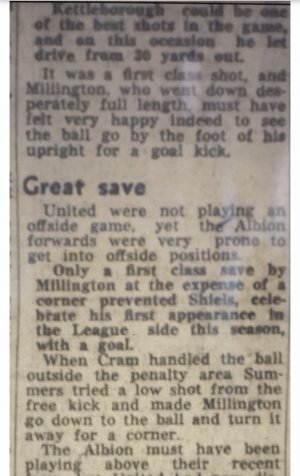 Kettleborough could be one
of the best shots in the game,
and on this occasion he let
drive from 30 yards out.
It was a first class shot, and
Millington, who went down des-
perately full length, must have
felt very happy indeed to see
the ball go by the foot of his
upright for a goal kick.
Great save
United were not playing an
offside game, yet the Albion
forwards were very prone to
get into offside positions.
Only a first class save by
Millington at the expense of a
corner prevented Shiels, cele-
brate his first appearance in
the League side this season,
with a goal.
When Cram handled the ball
outside the penalty area Sum-
mers tried a low shot from the
free kick and made Millington
go down to the ball and turn it
away for a corner.
The Albion must have been
playing above their recent